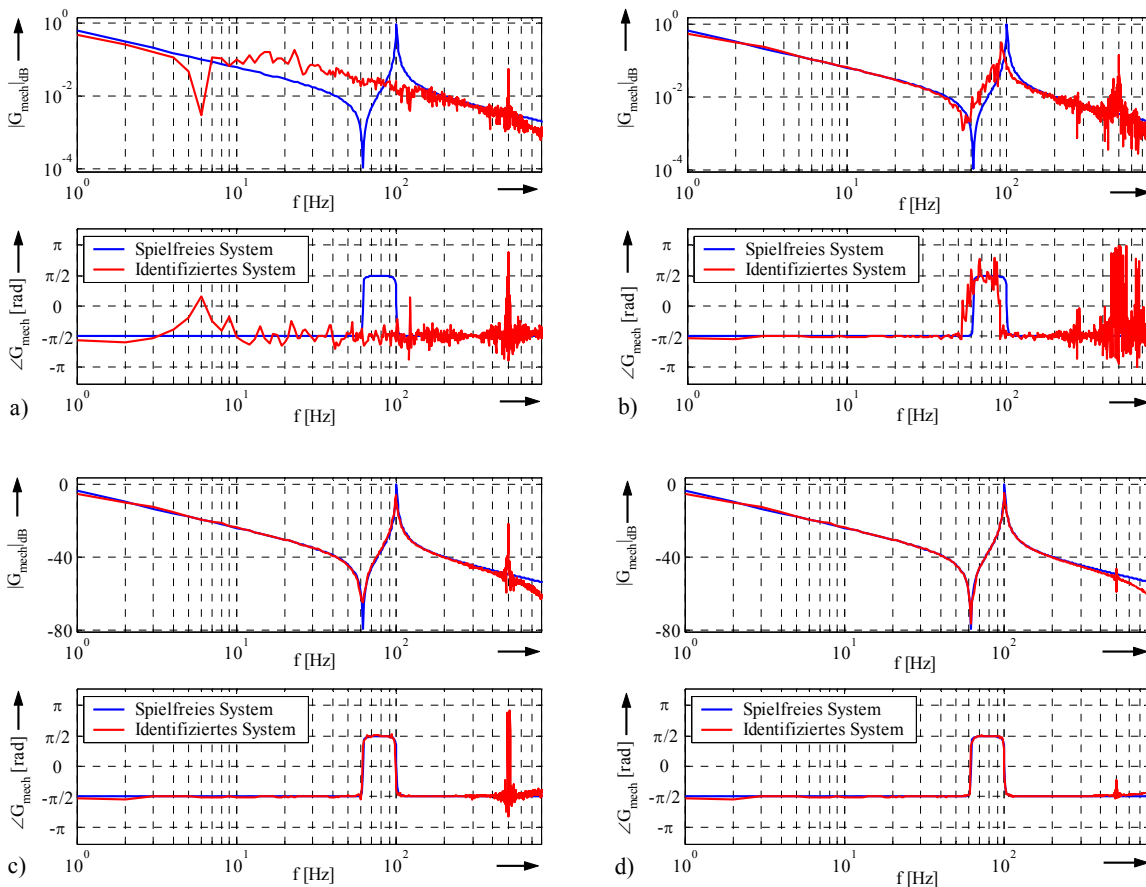 |G_mech|dB
10^0
10^-2
10^-4
10^0
10^1
10^2
f [Hz]
∠G_mech [rad]
π
π/2
0
-π/2
-π
Spielfreies System
Identifiziertes System
10^0
10^1
10^2
f [Hz]
a)
|G_mech|dB
10^0
10^-2
10^-4
10^0
10^1
10^2
f [Hz]
∠G_mech [rad]
π
π/2
0
-π/2
-π
Spielfreies System
Identifiziertes System
10^0
10^1
10^2
f [Hz]
b)
|G_mech|dB
0
-40
-80
10^0
10^1
10^2
f [Hz]
∠G_mech [rad]
π
π/2
0
-π/2
-π
Spielfreies System
Identifiziertes System
10^0
10^1
10^2
f [Hz]
c)
|G_mech|dB
0
-40
-80
10^0
10^1
10^2
f [Hz]
∠G_mech [rad]
π
π/2
0
-π/2
-π
Spielfreies System
Identifiziertes System
10^0
10^1
10^2
f [Hz]
d)